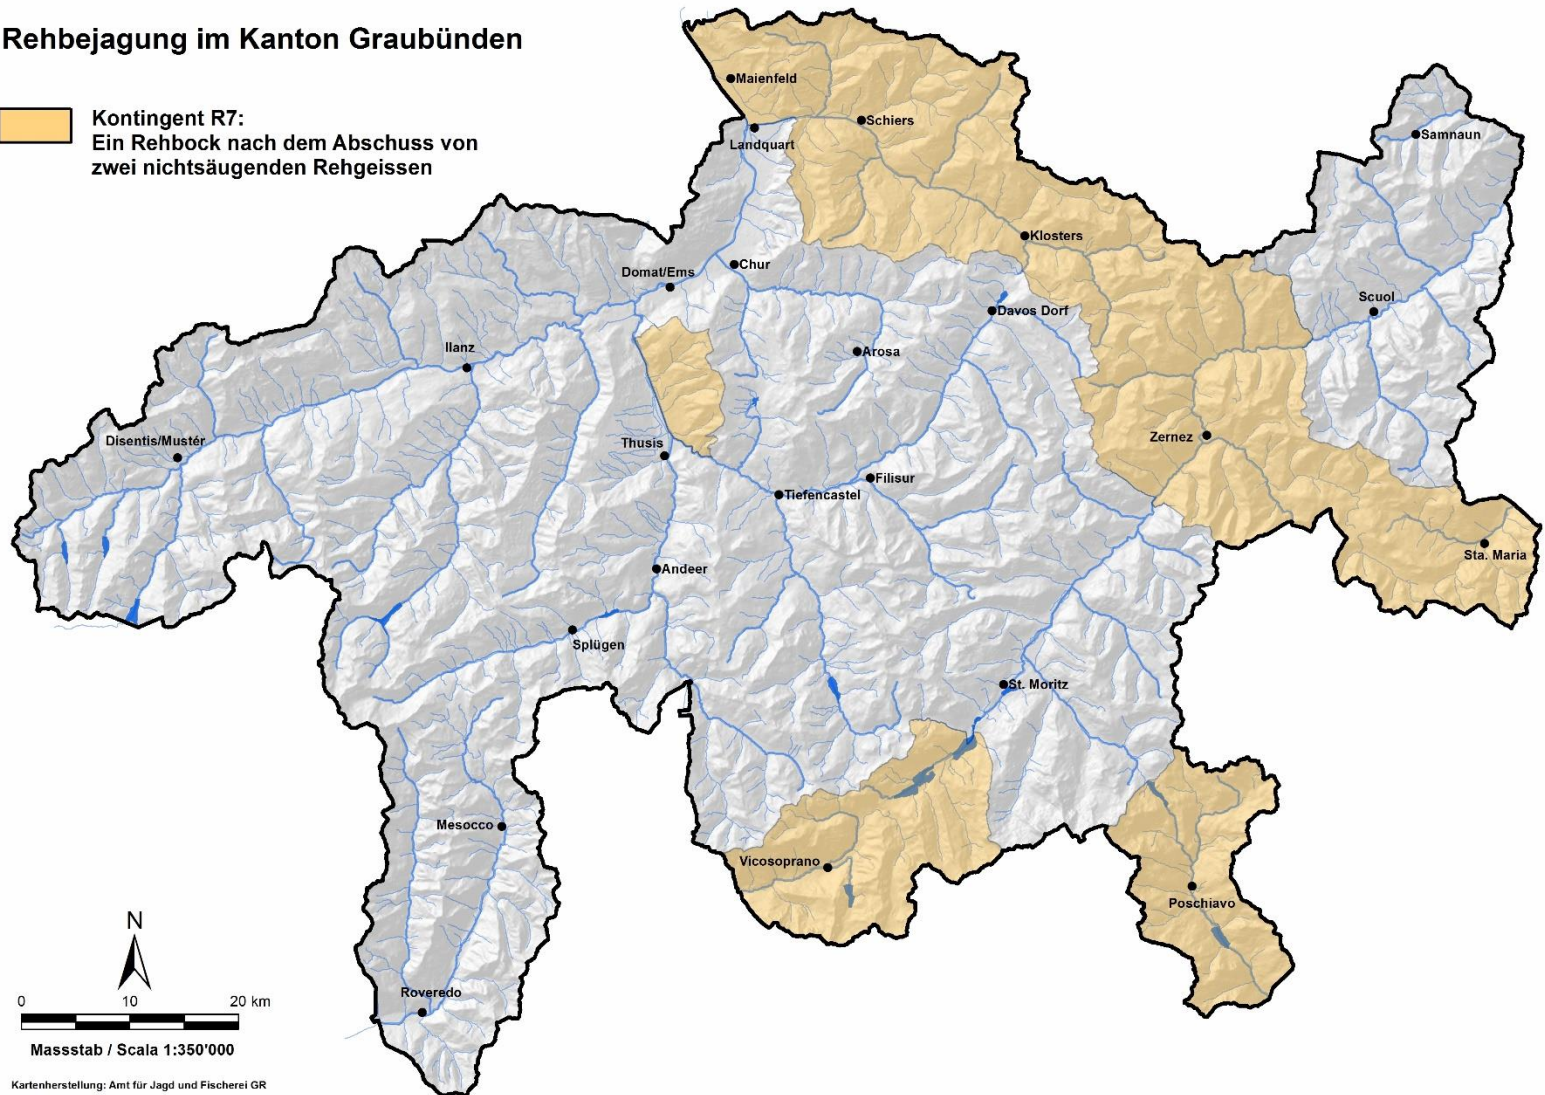 Rehbejagung im Kanton Graubünden
Kontingent R7:
Ein Rehbock nach dem Abschuss von
zwei nichtsäugenden Rehgeissen
Maienfeld
Schiers
Landquart
Samnaun
Klosters
Chur
Domat/Ems
Davos Dorf
Scuol
Ilanz
Arosa
Disentis/Mustér
Thusis
Zernez
Filisur
Tiefencastel
Sta. Maria
Andeer
Splügen
St. Moritz
Mesocco
Vicosoprano
Poschiavo
Roveredo
N
0 10 20 km
Massstab / Scala 1:350'000
Kartenherstellung: Amt für Jagd und Fischerei GR